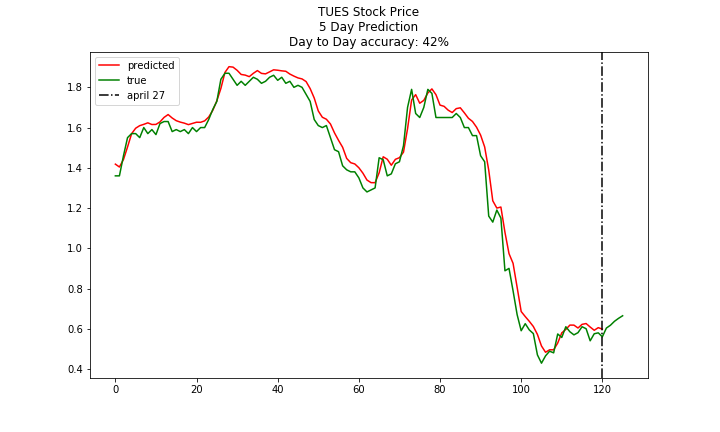 TUES Stock Price
5 Day Prediction
Day to Day accuracy: 42%
predicted
true
april 27
1.8
1.6
1.4
1.2
1.0
0.8
0.6
0.4
0 20 40 60 80 100 120